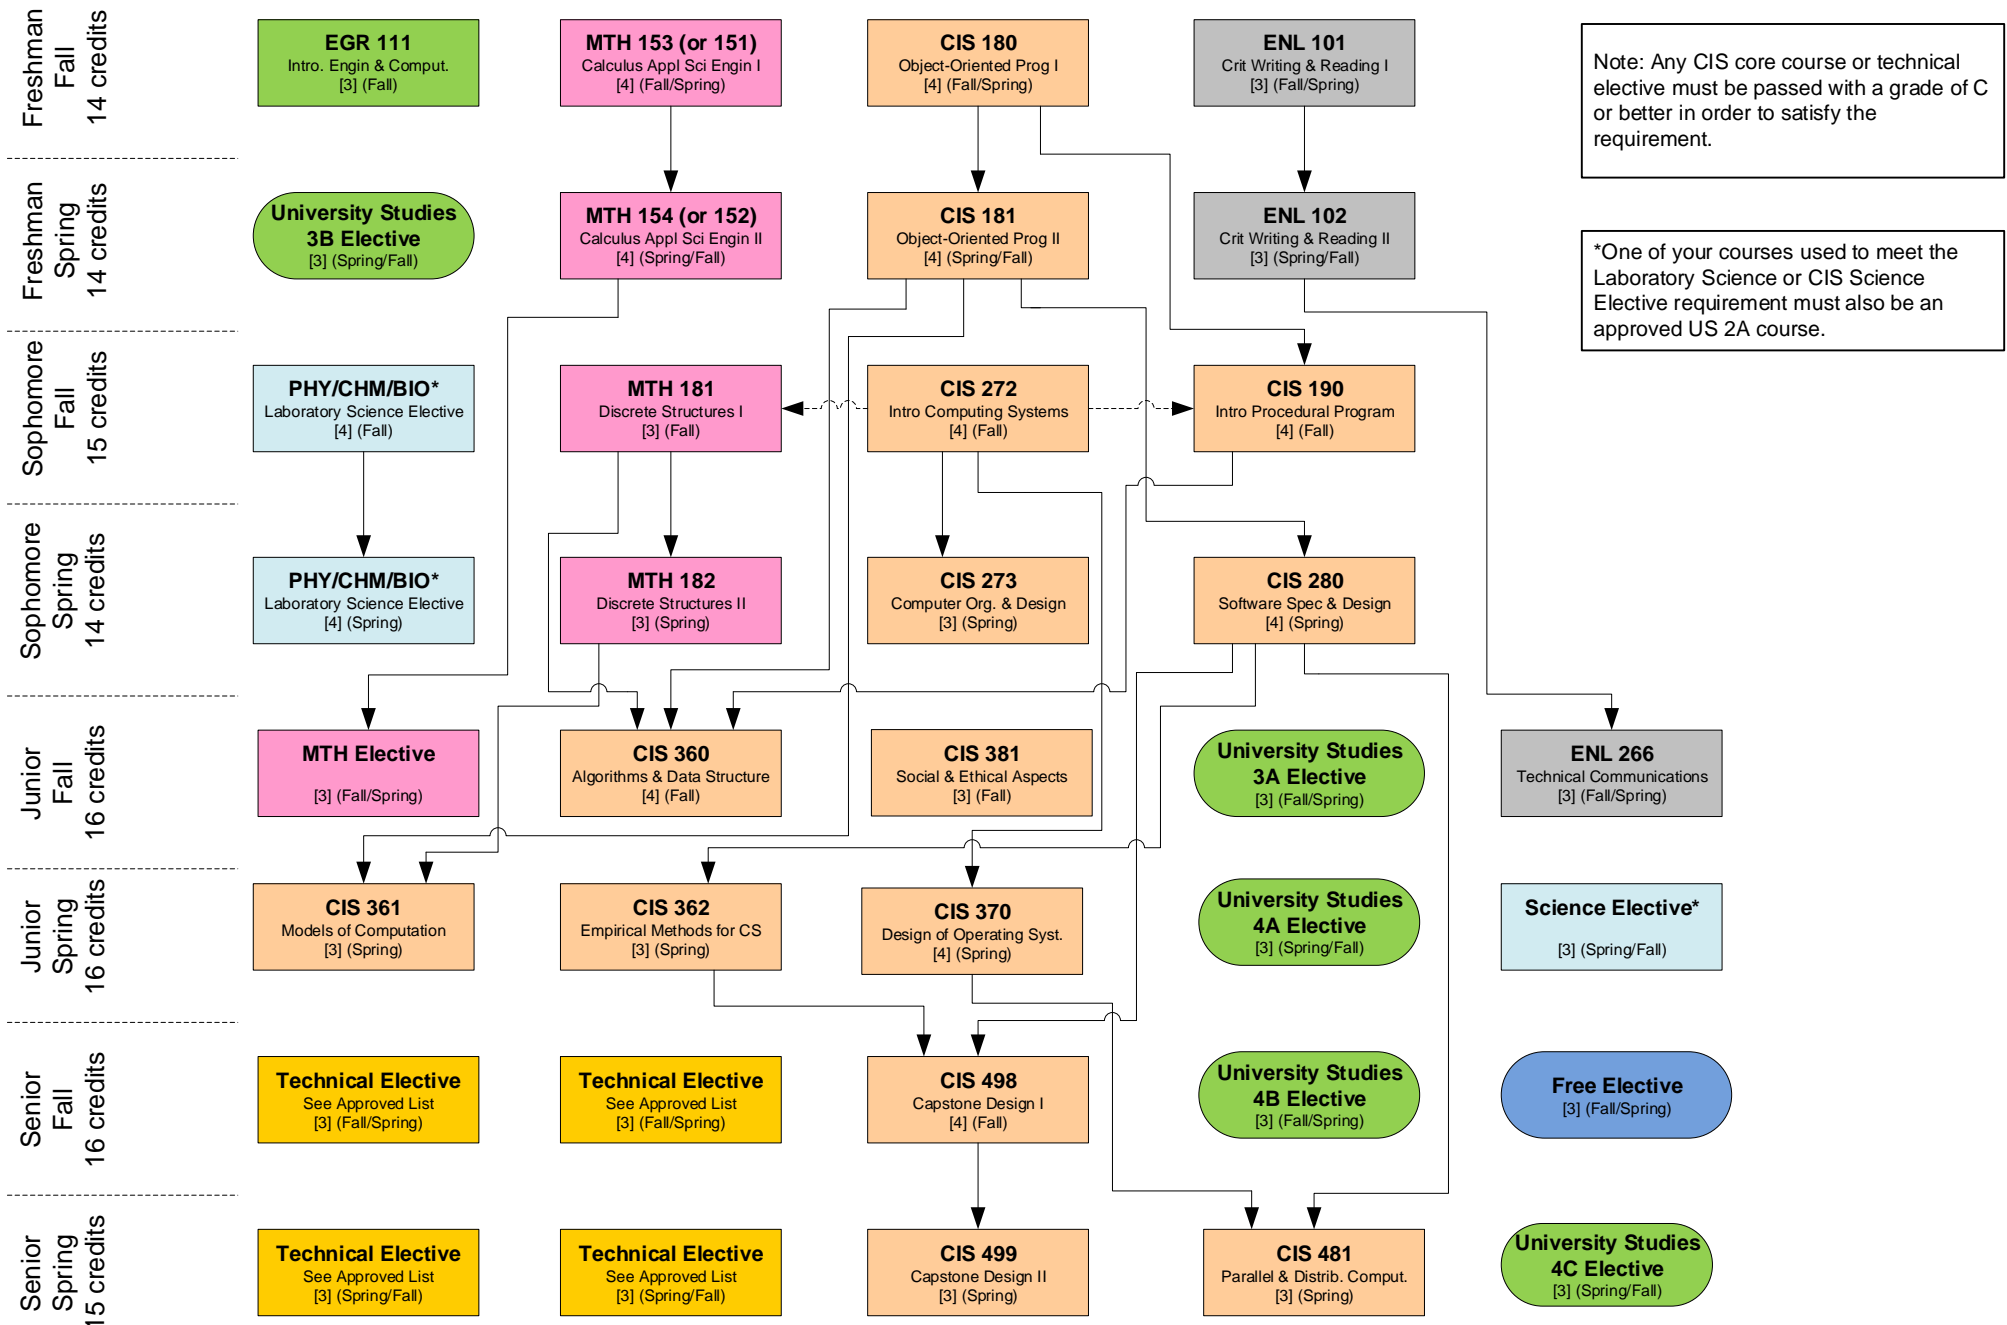 Freshman
Fall
14 credits
EGR 111
Intro. Engin & Comput.
[3] (Fall)
MTH 153 (or 151)
Calculus Appl Sci Engin I
[4] (Fall/Spring)
CIS 180
Object-Oriented Prog I
[4] (Fall/Spring)
ENL 101
Crit Writing & Reading I
[3] (Fall/Spring)
Note: Any CIS core course or technical
elective must be passed with a grade of C
or better in order to satisfy the
requirement.
Freshman
Spring
14 credits
University Studies
3B Elective
[3] (Spring/Fall)
MTH 154 (or 152)
Calculus Appl Sci Engin II
[4] (Spring/Fall)
CIS 181
Object-Oriented Prog II
[4] (Spring/Fall)
ENL 102
Crit Writing & Reading II
[3] (Spring/Fall)
*One of your courses used to meet the
Laboratory Science or CIS Science
Elective requirement must also be an
approved US 2A course.
Sophomore
Fall
15 credits
PHY/CHM/BIO*
Laboratory Science Elective
[4] (Fall)
MTH 181
Discrete Structures I
[3] (Fall)
CIS 272
Intro Computing Systems
[4] (Fall)
CIS 190
Intro Procedural Program
[4] (Fall)
Sophomore
Spring
14 credits
PHY/CHM/BIO*
Laboratory Science Elective
[4] (Spring)
MTH 182
Discrete Structures II
[3] (Spring)
CIS 273
Computer Org. & Design
[3] (Spring)
CIS 280
Software Spec & Design
[4] (Spring)
Junior
Fall
16 credits
MTH Elective
[3] (Fall/Spring)
CIS 360
Algorithms & Data Structure
[4] (Fall)
CIS 381
Social & Ethical Aspects
[3] (Fall)
University Studies
3A Elective
[3] (Fall/Spring)
ENL 266
Technical Communications
[3] (Fall/Spring)
Junior
Spring
16 credits
CIS 361
Models of Computation
[3] (Spring)
CIS 362
Empirical Methods for CS
[3] (Spring)
CIS 370
Design of Operating Syst.
[4] (Spring)
University Studies
4A Elective
[3] (Spring/Fall)
Science Elective*
[3] (Spring/Fall)
Senior
Fall
16 credits
Technical Elective
See Approved List
[3] (Fall/Spring)
Technical Elective
See Approved List
[3] (Fall/Spring)
CIS 498
Capstone Design I
[4] (Fall)
University Studies
4B Elective
[3] (Fall/Spring)
Free Elective
[3] (Fall/Spring)
Senior
Spring
15 credits
Technical Elective
See Approved List
[3] (Spring/Fall)
Technical Elective
See Approved List
[3] (Spring/Fall)
CIS 499
Capstone Design II
[3] (Spring)
CIS 481
Parallel & Distrib. Comput.
[3] (Spring)
University Studies
4C Elective
[3] (Spring/Fall)